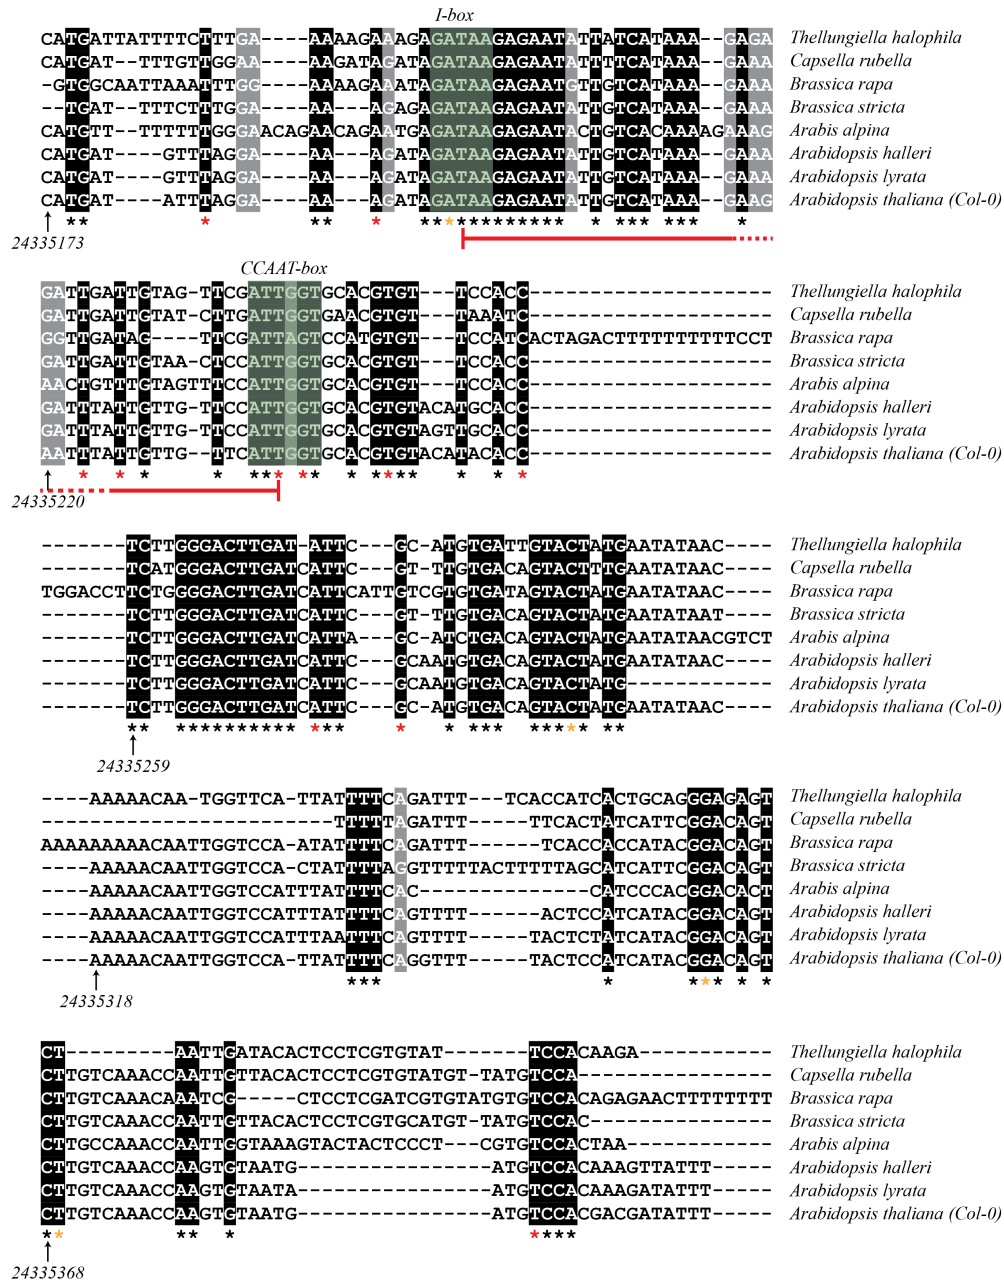 I-box
CATGATTATTTTCTTTGA----AAAAGAAAGAGATAAGAGAATATTATCATAAA--GAGA Thellungiella halophila
CATGAT--TTTGTTGGAA----AAGATAGATAGATAAGAGAATATTTTCATAAA--GAAA Capsella rubella
-GTGGCAATTAAATTTGG----AAAAGAAATAGATAAGAGAATGTTGTCATAAA--GAAA Brassica rapa
--TGAT--TTTCTTTGGA----AA---AGAGAGATAAGAGAATATTGTCATAAA--GAAA Brassica stricta
CATGTT--TTTTTTGGGAACAGAACAGAATGAGATAAGAGAATACTGTCACAAAAGAAAG Arabis alpina
CATGAT----GTTTAGGA----AA---AGATAGATAAGAGAATATTGTCATAAA--GAAA Arabidopsis halleri
CATGAT----GTTTAGGA----AA---AGATAGATAAGAGAATATTGTCATAAA--GAAA Arabidopsis lyrata
CATGAT----ATTTAGGA----AA---AGATAGATAAGAGAATATTGTCATAAA--GAAG Arabidopsis thaliana (Col-0)
24335173
CCAAT-box
GATTGATTGTAG-TTCGATTGGTGCACGTGT---TCCACC-------------------- Thellungiella halophila
GATTGATTGTAT-CTTGATTGGTGAACGTGT---TAAATC-------------------- Capsella rubella
GGTTGATAG----TTCGATTAGTCCATGTGT---TCCATCACTAGACTTTTTTTTTTCCT Brassica rapa
GATTGATTGTAA-CTCCATTGGTGCACGTGT---TCCACC-------------------- Brassica stricta
AACTGTTTGTAGTTTCCATTGGTGCACGTGT---TCCACC-------------------- Arabis alpina
GATTTATTGTTG-TTCCATTGGTGCACGTGTACATGCACC-------------------- Arabidopsis halleri
GATTTATTGTTG-TTCCATTGGTGCACGTGTAGTTGCACC-------------------- Arabidopsis lyrata
AATTTATTGTTG--TTCATTGGTGCACGTGTACATACACC-------------------- Arabidopsis thaliana (Col-0)
24335220
-------TCTTGGGACTTGAT-ATTC---GC-ATGTGATTGTACTATGAATATAAC---- Thellungiella halophila
-------TCATGGGACTTGATCATTC---GT-TTGTGACAGTACTTTGAATATAAC---- Capsella rubella
TGGACCTTCTGGGGACTTGATCATTCATTGTCGTGTGATAGTACTATGAATATAAC---- Brassica rapa
-------TCTTGGGACTTGATCATTC---GT-TTGTGACAGTACTATGAATATAAT---- Brassica stricta
-------TCTTGGGACTTGATCATTA---GC-ATCTGACAGTACTATGAATATAACGTCT Arabis alpina
-------TCTTGGGACTTGATCATTC---GCAATGTGACAGTACTATGAATATAAC---- Arabidopsis halleri
-------TCTTGGGACTTGATCATTC---GCAATGTGACAGTACTATG------------ Arabidopsis lyrata
-------TCTTGGGACTTGATCATTC---GC-ATGTGACAGTACTATGAATATAAC---- Arabidopsis thaliana (Col-0)
24335259
----AAAAACAA-TGGTTCA-TTATTTTCAGATTT---TCACCATCACTGCAGGGAGAGT Thellungiella halophila
------------------------TTTTTAGATTT-----TTCACTATCATTCGGACAGT Capsella rubella
AAAAAAAAACAATTGGTCCA-ATATTTTCAGATTT------TCACCACCATACGGACAGT Brassica rapa
----AAAAACAATTGGTCCA-CTATTTTAGGTTTTTACTTTTTAGCATCATTCGGACAGT Brassica stricta
----AAAAACAATTGGTCCATTTATTTTCAC--------------CATCCCACGGACACT Arabis alpina
----AAAAACAATTGGTCCATTTATTTTCAGTTTT------ACTCCATCATACGGACAGT Arabidopsis halleri
----AAAAACAATTGGTCCATTTAATTTCAGTTTT-----TACTCTATCATACGGACAGT Arabidopsis lyrata
----AAAAACAATTGGTCCA-TTATTTTCAGGTTT-----TACTCCATCATACGGACAGT Arabidopsis thaliana (Col-0)
24335318
CT---------AATTGATACACTCCTCGTGTAT-------TCCACAAGA----------- Thellungiella halophila
CTTGTCAAACCAATTGTTACACTCCTCGTGTATGT-TATGTCCA---------------- Capsella rubella
CTTGTCAAACAAATCG-----CTCCTCGATCGTGTATGTGTCCACAGAGAACTTTTTTTT Brassica rapa
CTTGTCAAACCAATTGTTACACTCCTCGTGCATGT-TATGTCCAC--------------- Brassica stricta
CTTGCCAAACCAATTGGTAAAGTACTACTCCCT---CGTGTCCACTAA------------ Arabis alpina
CTTGTCAAACCAAGTGTAATG----------------ATGTCCACAAAGTTATTT----- Arabidopsis halleri
CTTGTCAAACCAAGTGTAATA----------------ATGTCCACAAAGATATTT----- Arabidopsis lyrata
CTTGTCAAACCAAGTGTAATG----------------ATGTCCACGACGATATTT----- Arabidopsis thaliana (Col-0)
24335368